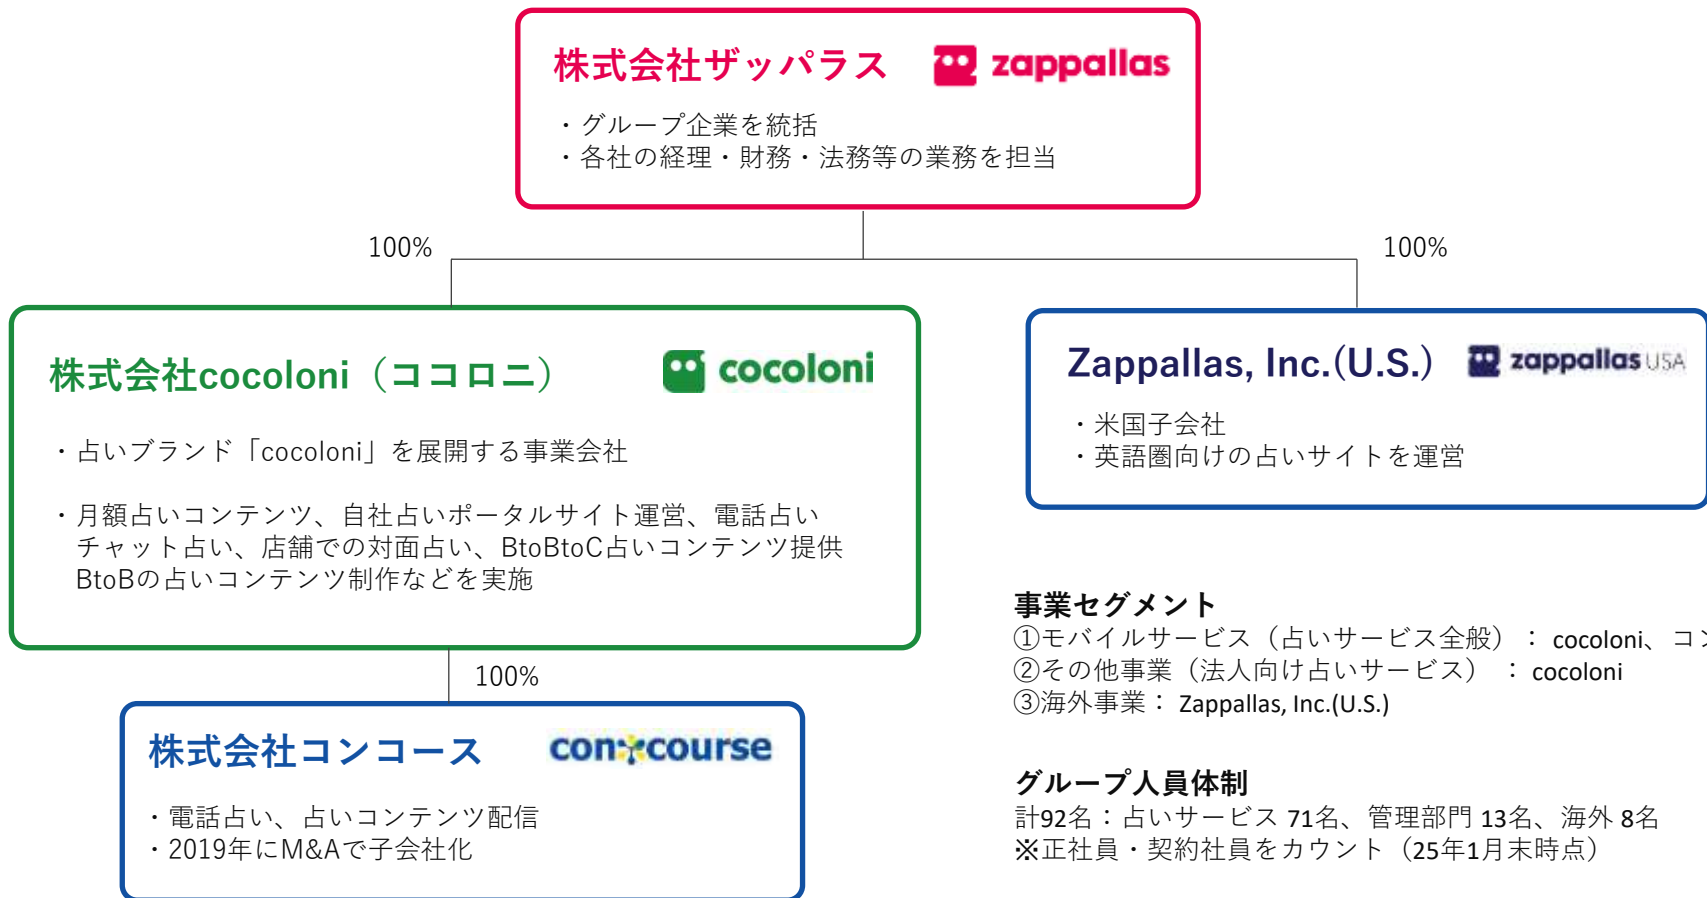 株式会社ザッパラス zappallas
・グループ企業を統括
・各社の経理・財務・法務等の業務を担当
100%
100%
株式会社cocoloni（ココロニ） cocoloni
・占いブランド「cocoloni」を展開する事業会社
・月額占いコンテンツ、自社占いポータルサイト運営、電話占い
チャット占い、店舗での対面占い、BtoBtoC占いコンテンツ提供
BtoBの占いコンテンツ制作などを実施
Zappallas, Inc.(U.S.) zappallas USA
・米国子会社
・英語圏向けの占いサイトを運営
100%
株式会社コンコース concourse
・電話占い、占いコンテンツ配信
・2019年にM&Aで子会社化
事業セグメント
①モバイルサービス（占いサービス全般）： cocoloni、コン
②その他事業（法人向け占いサービス） ： cocoloni
③海外事業： Zappallas, Inc.(U.S.)
グループ人員体制
計92名：占いサービス 71名、管理部門 13名、海外 8名
※正社員・契約社員をカウント（25年1月末時点）